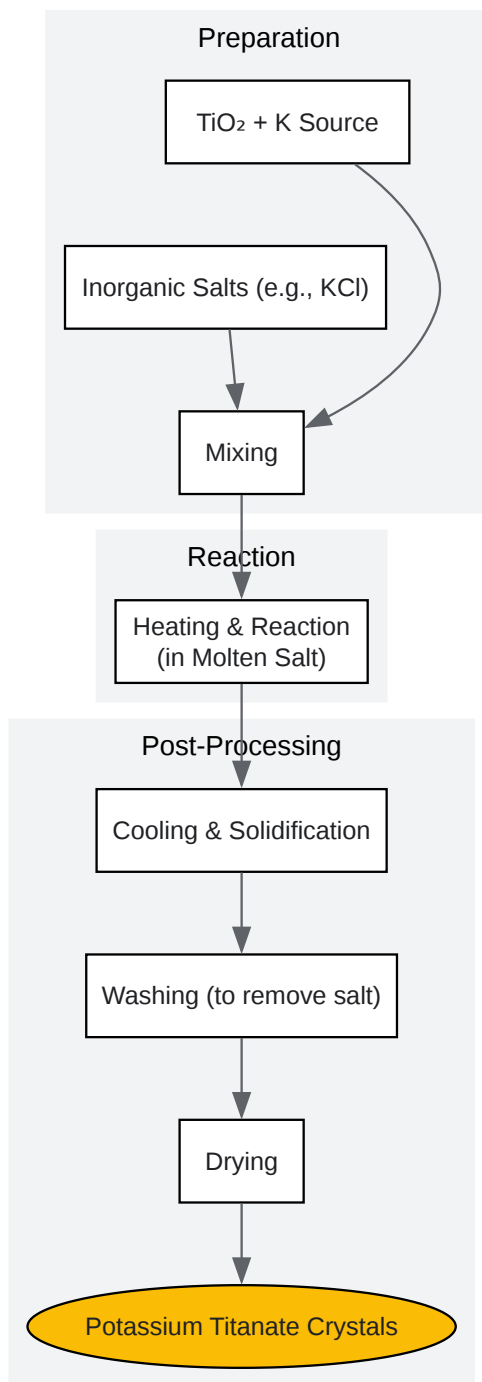 Preparation
TiO₂ + K Source
Inorganic Salts (e.g., KCl)
Mixing
Reaction
Heating & Reaction
(in Molten Salt)
Post-Processing
Cooling & Solidification
Washing (to remove salt)
Drying
Potassium Titanate Crystals